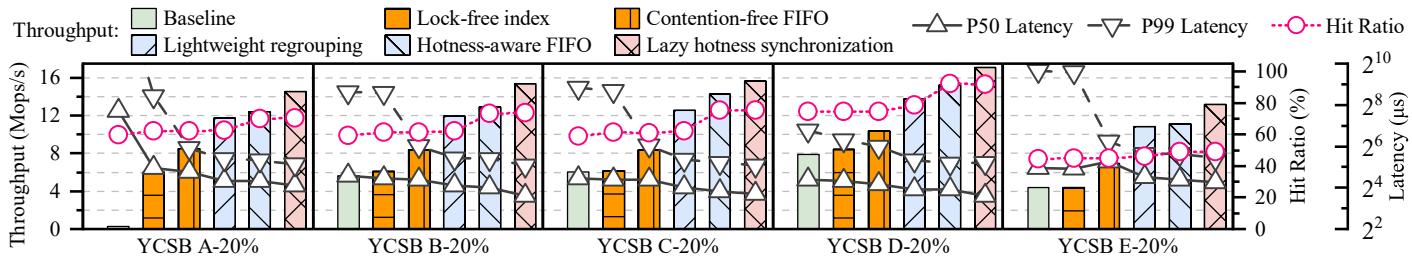 Throughput: Baseline Lock-free index Contention-free FIFO P50 Latency P99 Latency Hit Ratio
Lightweight regrouping Hotness-aware FIFO Lazy hotness synchronization
Throughput (Mops/s)
16
12
8
4
0
YCSB A-20% YCSB B-20% YCSB C-20% YCSB D-20% YCSB E-20%
100
80
60
40
20
0
Hit Ratio (%)
2^10
2^8
2^6
2^4
2^2
Latency (μs)